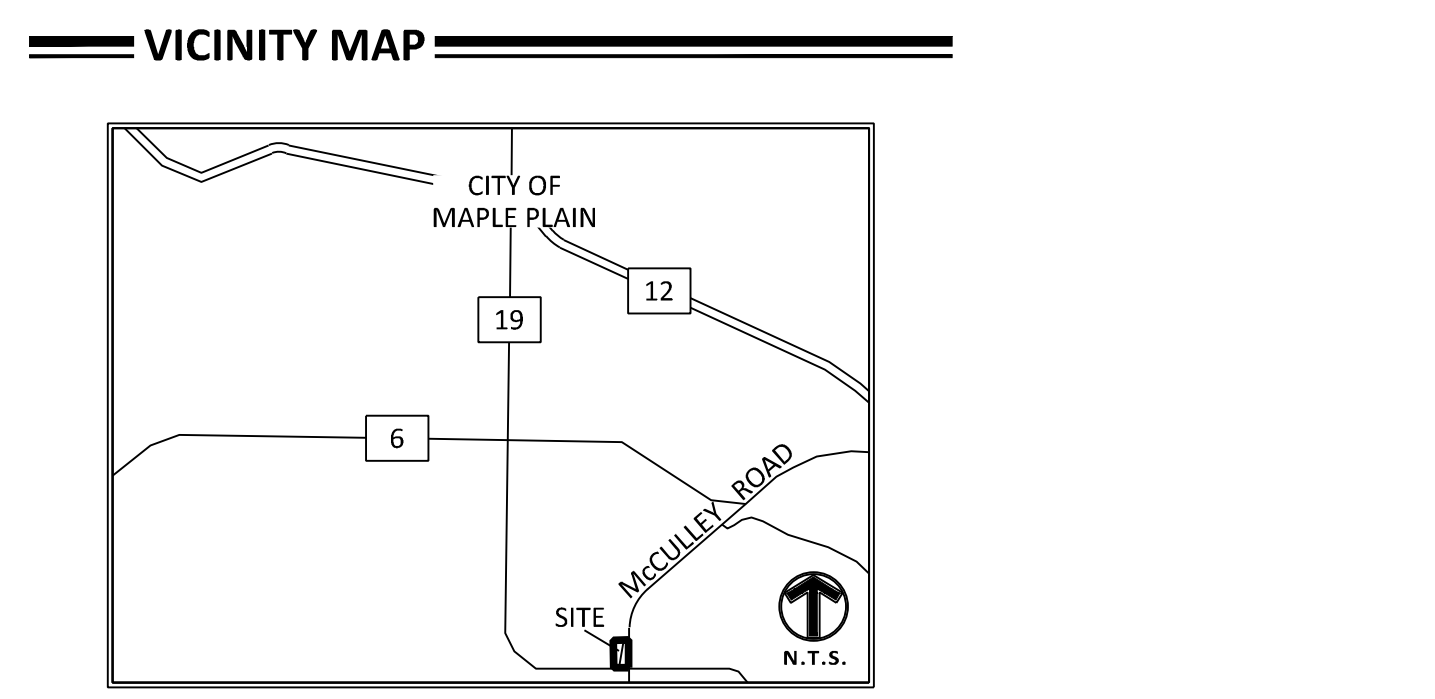 VICINITY MAP
CITY OF
MAPLE PLAIN
12
19
6
McCULLEY ROAD
SITE
N.T.S.